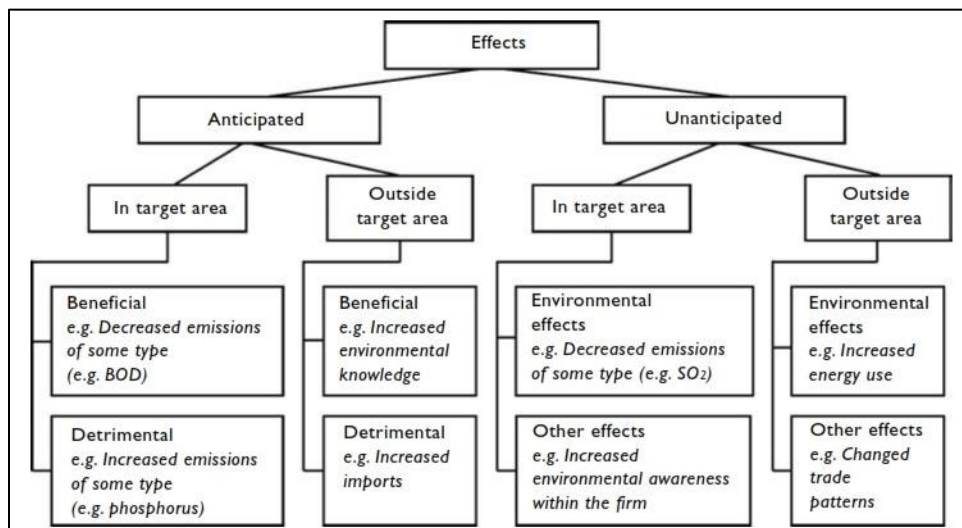 Effects
Anticipated
Unanticipated
In target area
Outside
target area
In target area
Outside
target area
Beneficial
e.g. Decreased emissions
of some type
(e.g. BOD)
Beneficial
e.g. Increased
environmental
knowledge
Environmental
effects
e.g. Decreased emissions
of some type (e.g. SO₂)
Environmental
effects
e.g. Increased
energy use
Detrimental
e.g. Increased emissions
of some type
(e.g. phosphorus)
Detrimental
e.g. Increased
imports
Other effects
e.g. Increased
environmental awareness
within the firm
Other effects
e.g. Changed
trade
patterns